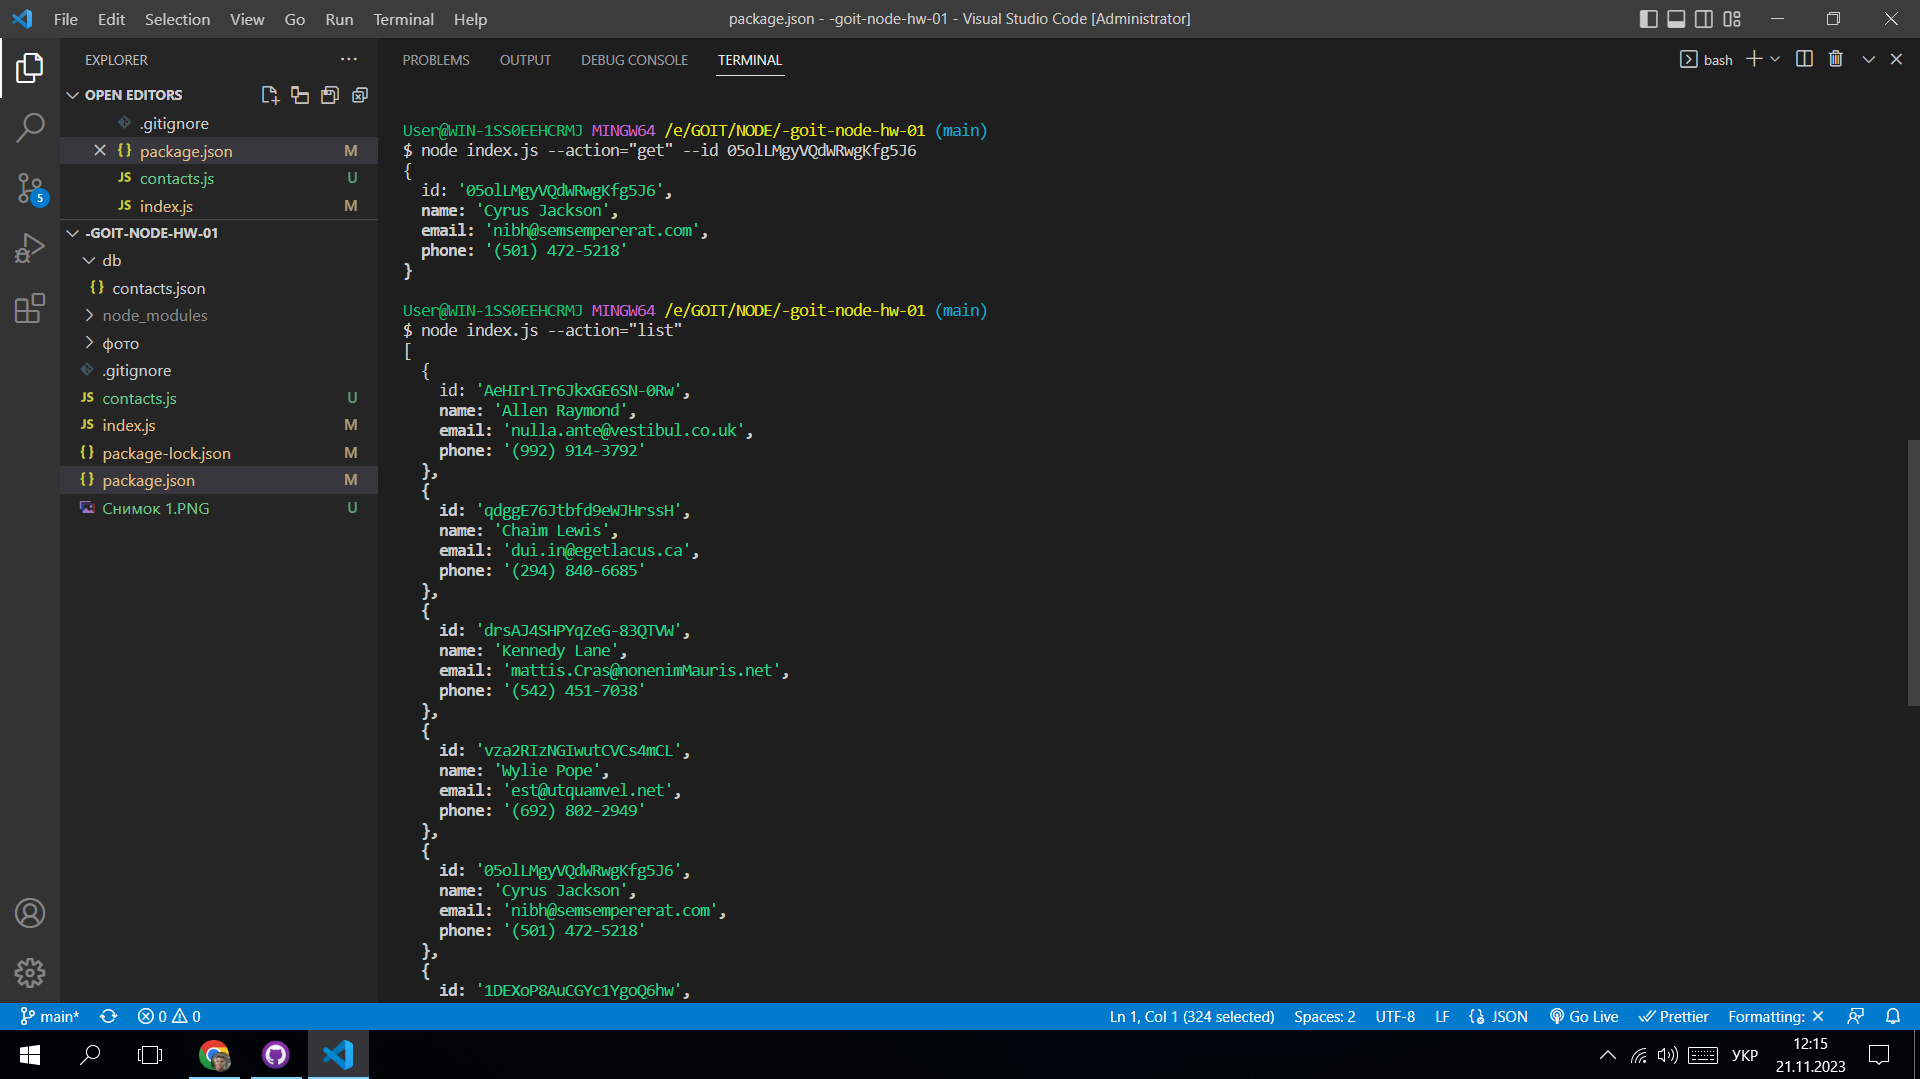 File Edit Selection View Go Run Terminal Help
package.json - -goit-node-hw-01 - Visual Studio Code [Administrator]
EXPLORER
OPEN EDITORS
.gitignore
package.json M
contacts.js U
index.js M
-GOIT-NODE-HW-01
db
contacts.json
node_modules
фото
.gitignore
contacts.js U
index.js M
package-lock.json M
package.json M
Снимок 1.PNG U
5
PROBLEMS OUTPUT DEBUG CONSOLE TERMINAL
bash
User@WIN-1SS0EEHCRMJ MINGW64 /e/GOIT/NODE/-goit-node-hw-01 (main)
$ node index.js --action="get" --id 05olLMgyVQdWRwgKfg5J6
{
id: '05olLMgyVQdWRwgKfg5J6',
name: 'Cyrus Jackson',
email: 'nibh@semsempererat.com',
phone: '(501) 472-5218'
}
User@WIN-1SS0EEHCRMJ MINGW64 /e/GOIT/NODE/-goit-node-hw-01 (main)
$ node index.js --action="list"
[
{
id: 'AeHIrLTr6JkxGE6SN-0Rw',
name: 'Allen Raymond',
email: 'nulla.ante@vestibul.co.uk',
phone: '(992) 914-3792'
},
{
id: 'qdggE76Jtbfd9eWJHrssH',
name: 'Chaim Lewis',
email: 'dui.in@egetlacus.ca',
phone: '(294) 840-6685'
},
{
id: 'drsAJ4SHPYqZeG-83QTVW',
name: 'Kennedy Lane',
email: 'mattis.Cras@nonenimMauris.net',
phone: '(542) 451-7038'
},
{
id: 'vza2RIzNGIwutCVCs4mCL',
name: 'Wylie Pope',
email: 'est@utquamvel.net',
phone: '(692) 802-2949'
},
{
id: '05olLMgyVQdWRwgKfg5J6',
name: 'Cyrus Jackson',
email: 'nibh@semsempererat.com',
phone: '(501) 472-5218'
},
{
id: '1DEXoP8AuCGYc1YgoQ6hw',
main* 0 0
Ln 1, Col 1 (324 selected) Spaces: 2 UTF-8 LF {} JSON Go Live Prettier Formatting: ✕
УКР
12:15
21.11.2023